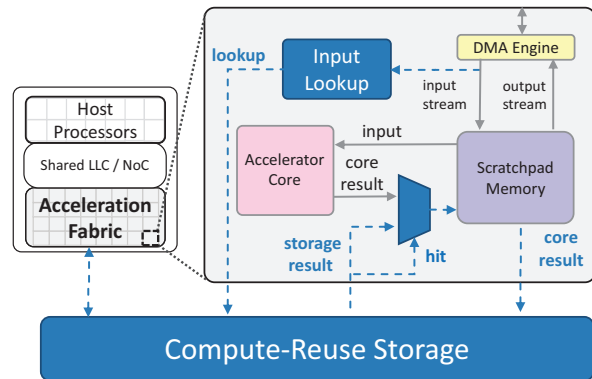 lookup
Input
Lookup
DMA Engine
input
stream
output
stream
Host
Processors
Shared LLC / NoC
Acceleration
Fabric
Accelerator
Core
input
core
result
Scratchpad
Memory
storage
result
hit
core
result
Compute-Reuse Storage